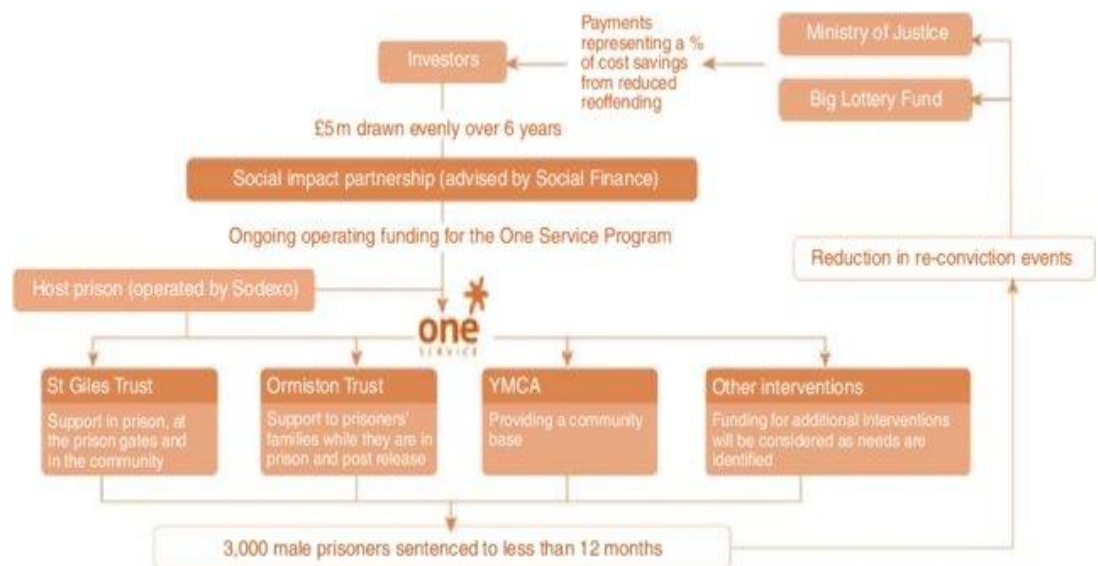 Investors
Payments
representing a %
of cost savings
from reduced
reoffending
Ministry of Justice
Big Lottery Fund
£5m drawn evenly over 6 years
Social impact partnership (advised by Social Finance)
Ongoing operating funding for the One Service Program
Reduction in re-conviction events
Host prison (operated by Sodexo)
one
SERVICE
St Giles Trust
Support in prison, at
the prison gates and
in the community
Ormiston Trust
Support to prisoners'
families while they are in
prison and post release
YMCA
Providing a community
base
Other interventions
Funding for additional interventions
will be considered as needs are
identified
3,000 male prisoners sentenced to less than 12 months